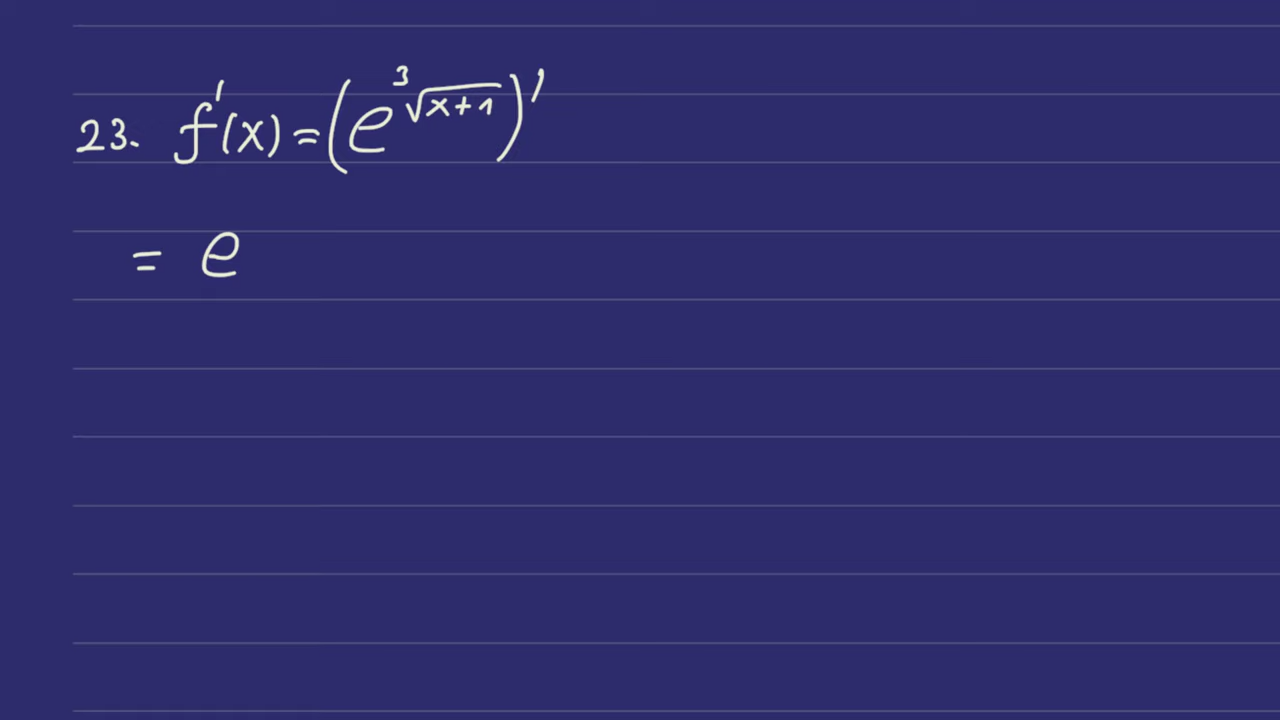 23. f'(x) = (e^{∛(x+1)})'
= e